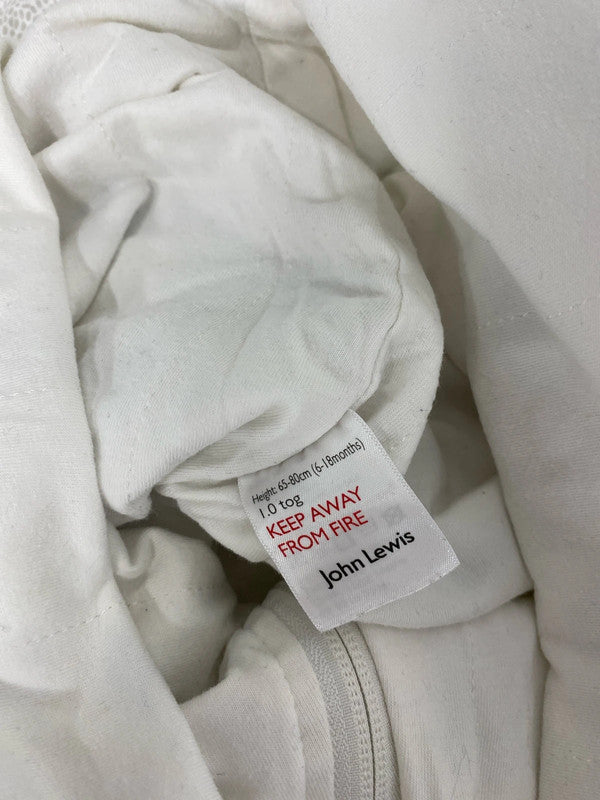 Height: 65-80cm (6-18months)
1.0 tog
KEEP AWAY
FROM FIRE
John Lewis